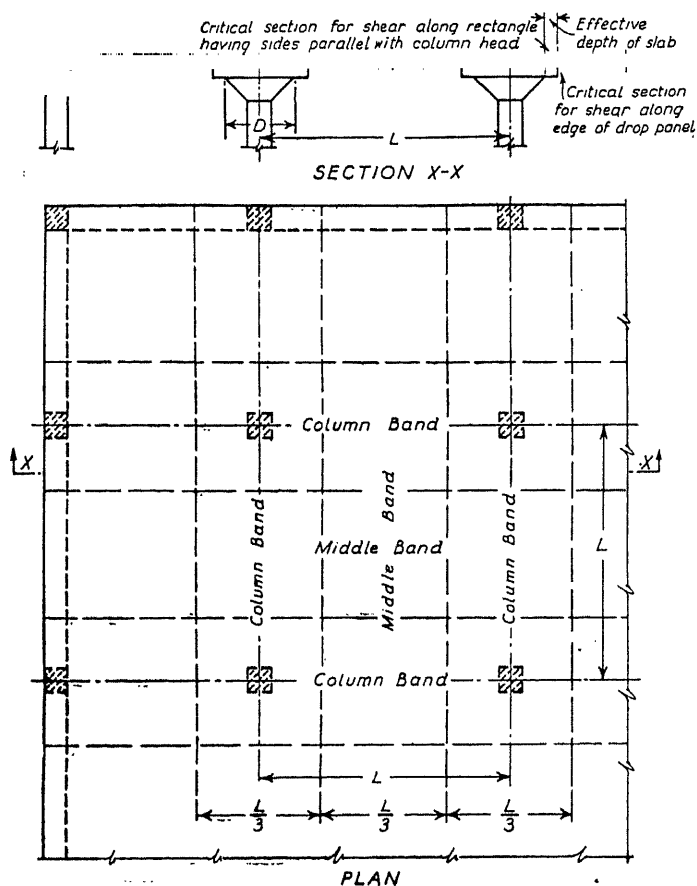 Critical section for shear along rectangle
having sides parallel with column head
Effective
depth of slab
Critical section
for shear along
edge of drop panel
D
L
SECTION X-X
Column Band
X
X
Column Band
Middle Band
Middle Band
Column Band
L
Column Band
L
L/3
L/3
L/3
PLAN